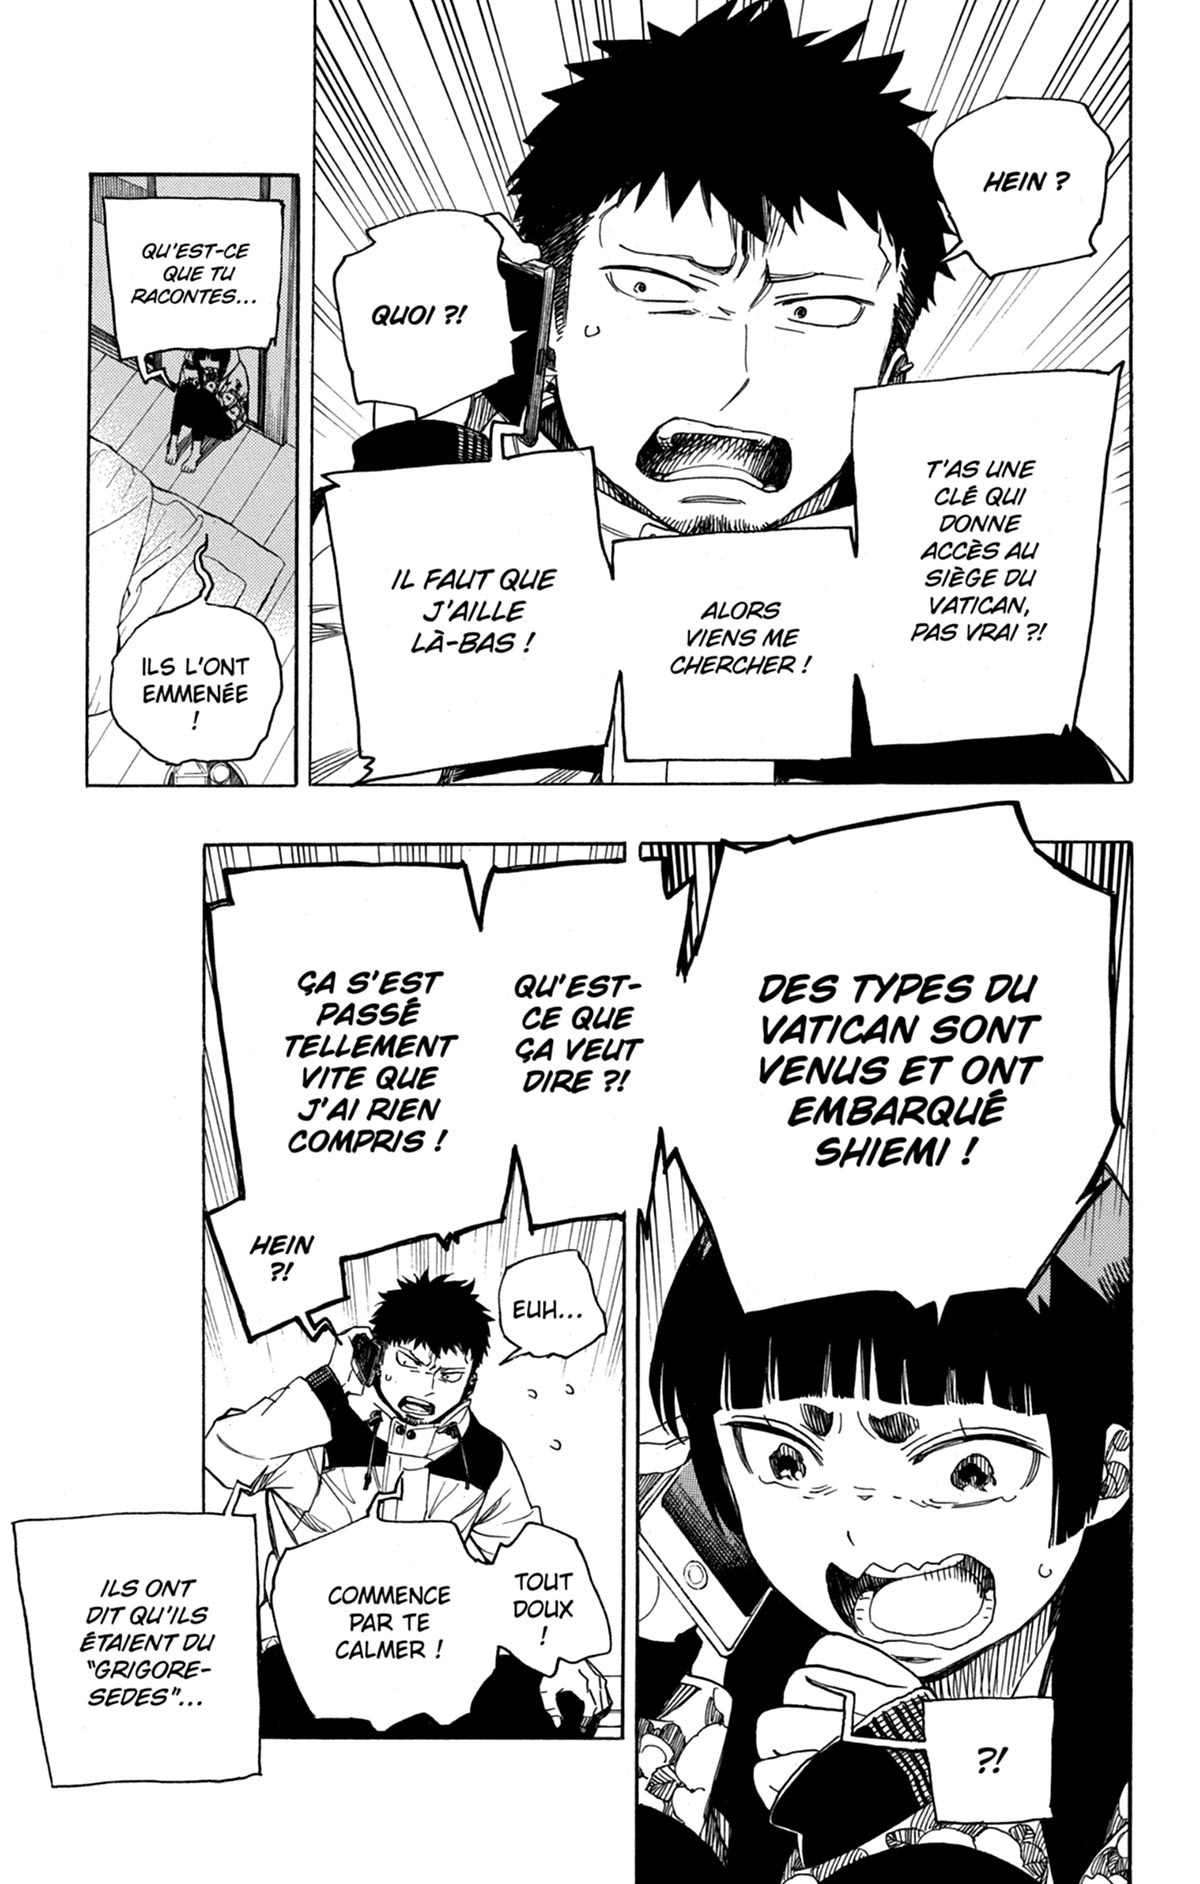 HEIN ?
QUOI ?!
T'AS UNE
CLÉ QUI
DONNE
ACCÈS AU
SIÈGE DU
VATICAN,
PAS VRAI ?!
ALORS
VIENS ME
CHERCHER !
IL FAUT QUE
J'AILLE
LÀ-BAS !
QU'EST-CE
QUE TU
RACONTES...
ILS L'ONT
EMMENÉE
!
DES TYPES DU
VATICAN SONT
VENUS ET ONT
EMBARQUÉ
SHIEMI !
?!
QU'EST-
CE QUE
ÇA VEUT
DIRE ?!
ÇA S'EST
PASSÉ
TELLEMENT
VITE QUE
J'AI RIEN
COMPRIS !
HEIN
?!
EUH...
TOUT
DOUX
!
COMMENCE
PAR TE
CALMER !
ILS ONT
DIT QU'ILS
ÉTAIENT DU
"GRIGORE-
SEDES"...